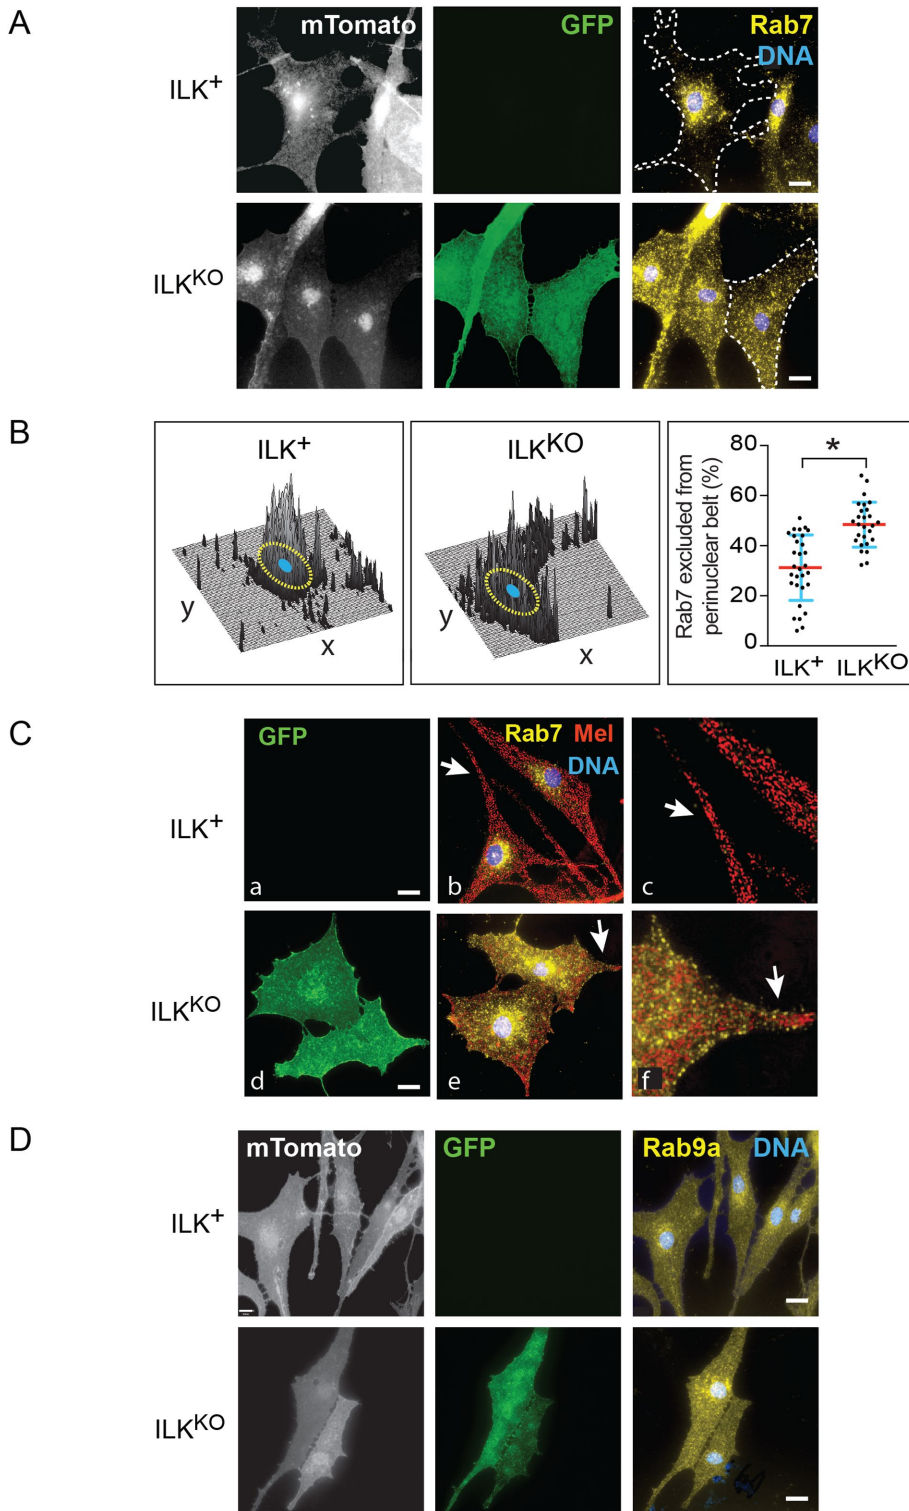 A
mTomato
GFP
Rab7
DNA
ILK⁺
ILKᴷᴼ
B
ILK⁺
y
x
ILKᴷᴼ
y
x
Rab7 excluded from
perinuclear belt (%)
80
60
40
20
0
*
ILK⁺
ILKᴷᴼ
C
GFP
Rab7 Mel
DNA
ILK⁺
a
b
c
ILKᴷᴼ
d
e
f
D
mTomato
GFP
Rab9a DNA
ILK⁺
ILKᴷᴼ